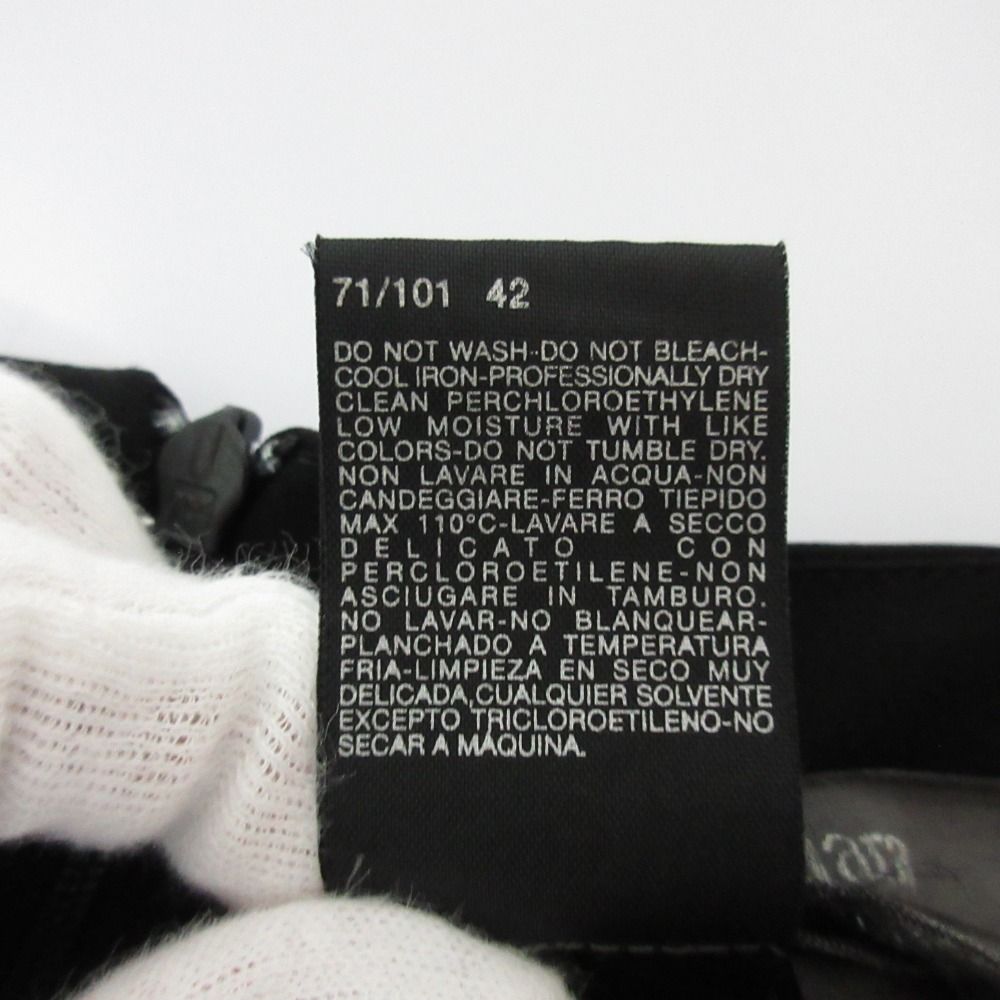 71/101 42
DO NOT WASH-DO NOT BLEACH-
COOL IRON-PROFESSIONALLY DRY
CLEAN PERCHLOROETHYLENE
LOW MOISTURE WITH LIKE
COLORS-DO NOT TUMBLE DRY.
NON LAVARE IN ACQUA-NON
CANDEGGIARE-FERRO TIEPIDO
MAX 110°C-LAVARE A SECCO
DELICATO CON
PERCLOROETILENE-NON
ASCIUGARE IN TAMBURO.
NO LAVAR-NO BLANQUEAR-
PLANCHADO A TEMPERATURA
FRIA-LIMPIEZA EN SECO MUY
DELICADA,CUALQUIER SOLVENTE
EXCEPTO TRICLOROETILENO-NO
SECAR A MÁQUINA.